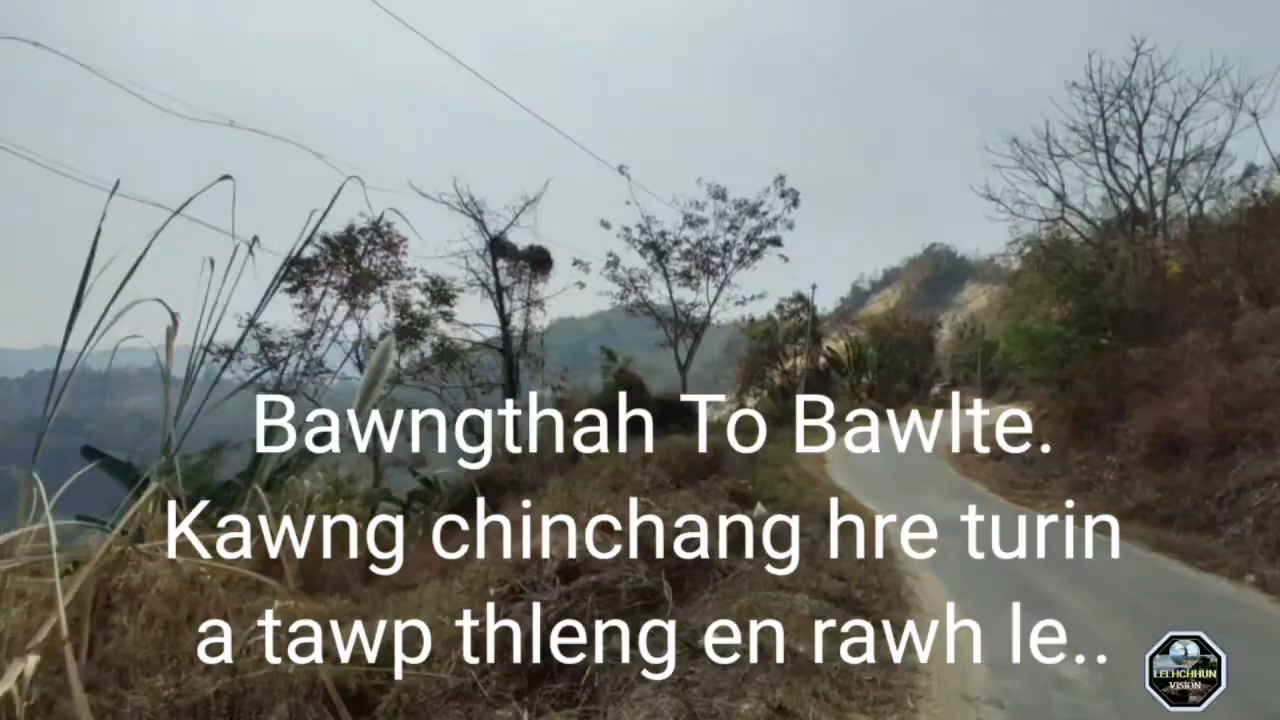 Bawngthah To Bawlte.
Kawng chinchang hre turin
a tawp thleng en rawh le..
LELHCHHUN
VISION